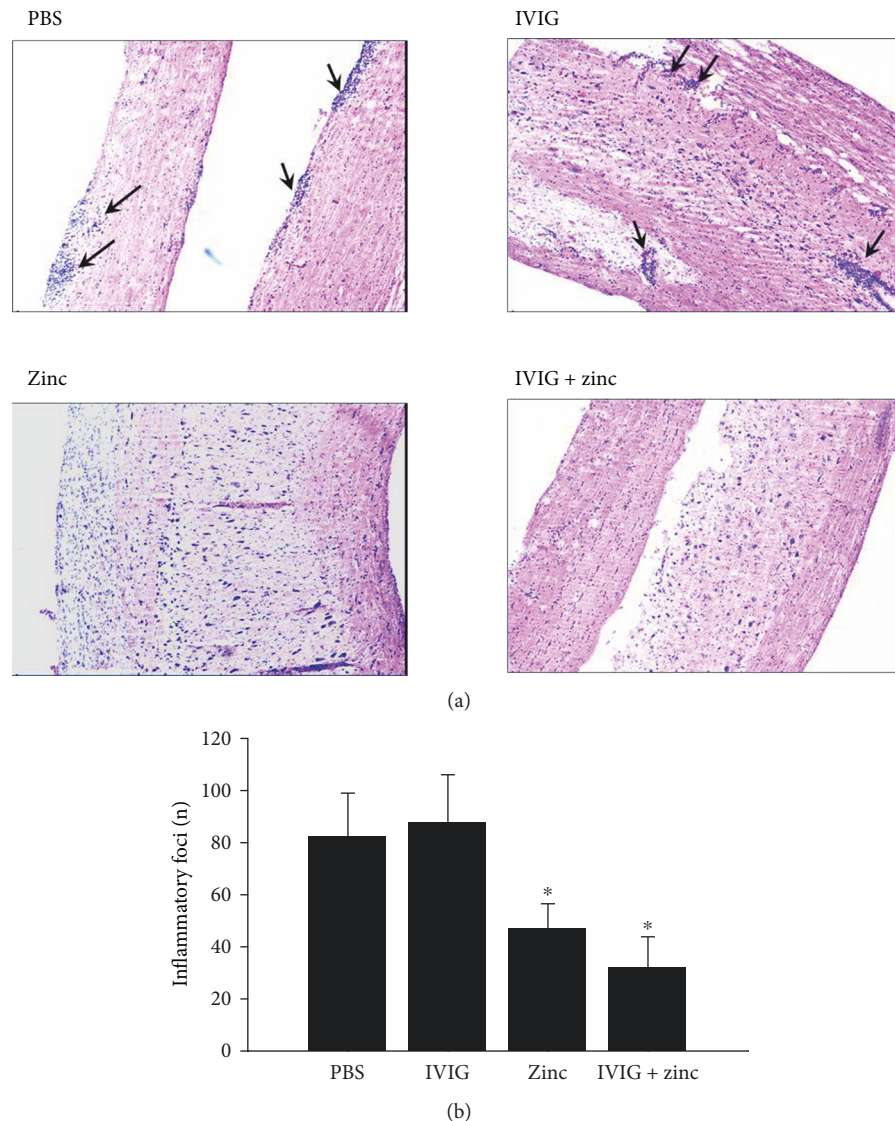 PBS
IVIG
Zinc
IVIG + zinc
(a)
120
100
80
60
40
20
0
Inflammatory foci (n)
*
*
PBS
IVIG
Zinc
IVIG + zinc
(b)